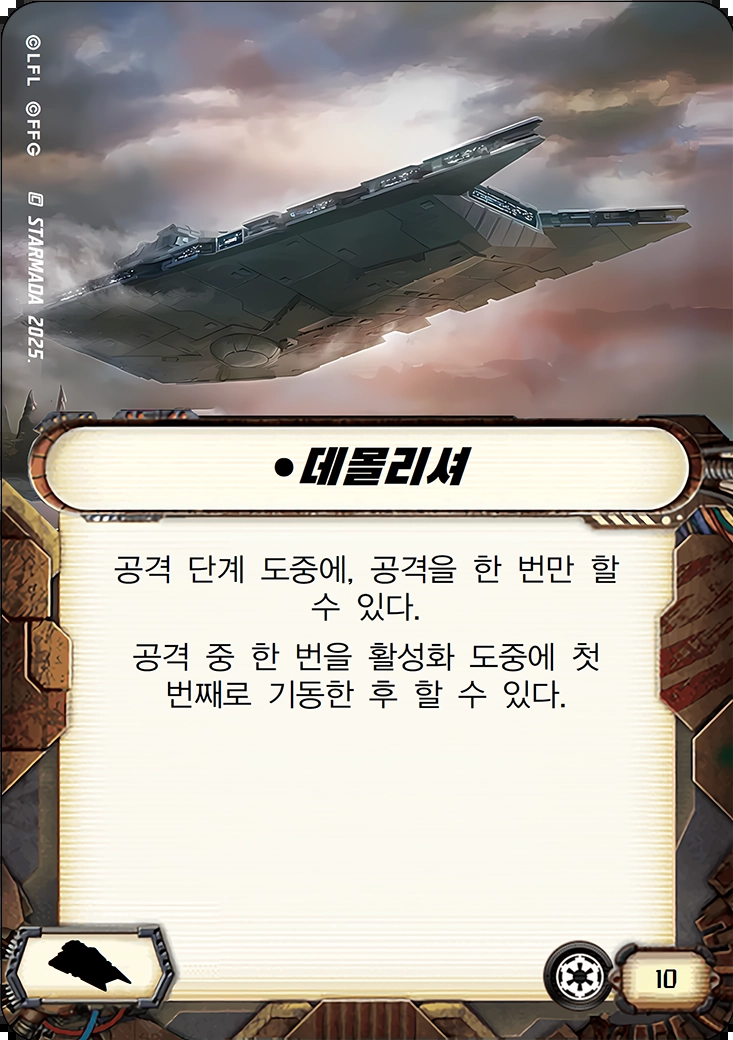 ©LFL ©FFG © STARMADA 2025.
•데몰리셔
공격 단계 도중에, 공격을 한 번만 할
수 있다.
공격 중 한 번을 활성화 도중에 첫
번째로 기동한 후 할 수 있다.
10